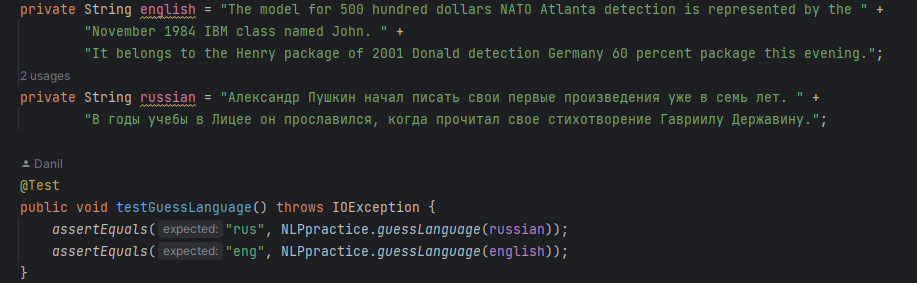 private String english = "The model for 500 hundred dollars NATO Atlanta detection is represented by the " +
"November 1984 IBM class named John. " +
"It belongs to the Henry package of 2001 Donald detection Germany 60 percent package this evening.";
2 usages
private String russian = "Александр Пушкин начал писать свои первые произведения уже в семь лет. " +
"В годы учебы в Лицее он прославился, когда прочитал свое стихотворение Гавриилу Державину.";
Danil
@Test
public void testGuessLanguage() throws IOException {
assertEquals( expected: "rus", NLPpractice.guessLanguage(russian));
assertEquals( expected: "eng", NLPpractice.guessLanguage(english));
}